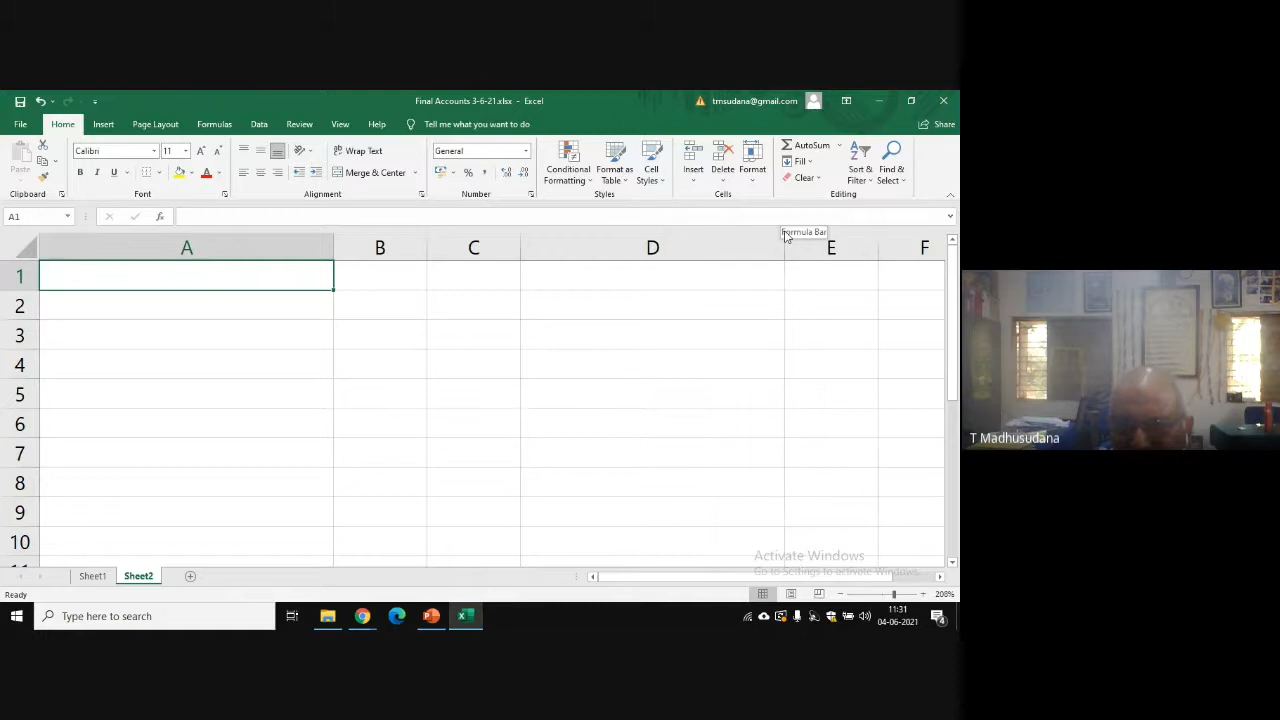 Final Accounts 3-6-21.xlsx - Excel
tmsudana@gmail.com
File Home Insert Page Layout Formulas Data Review View Help Tell me what you want to do Share
Paste
Calibri 11 A A
B I U A
Wrap Text
Merge & Center
General
% ,
Conditional Formatting
Format as Table
Cell Styles
Insert Delete Format
AutoSum
Fill
Clear
Sort & Filter
Find & Select
Clipboard Font Alignment Number Styles Cells Editing
A1 fx
Formula Bar
A B C D E F
1
2
3
4
5
6
7
8
9
10
T Madhusudana
Activate Windows
Go to Settings to activate Windows.
Sheet1 Sheet2
Ready 208%
Type here to search
11:31
04-06-2021
4